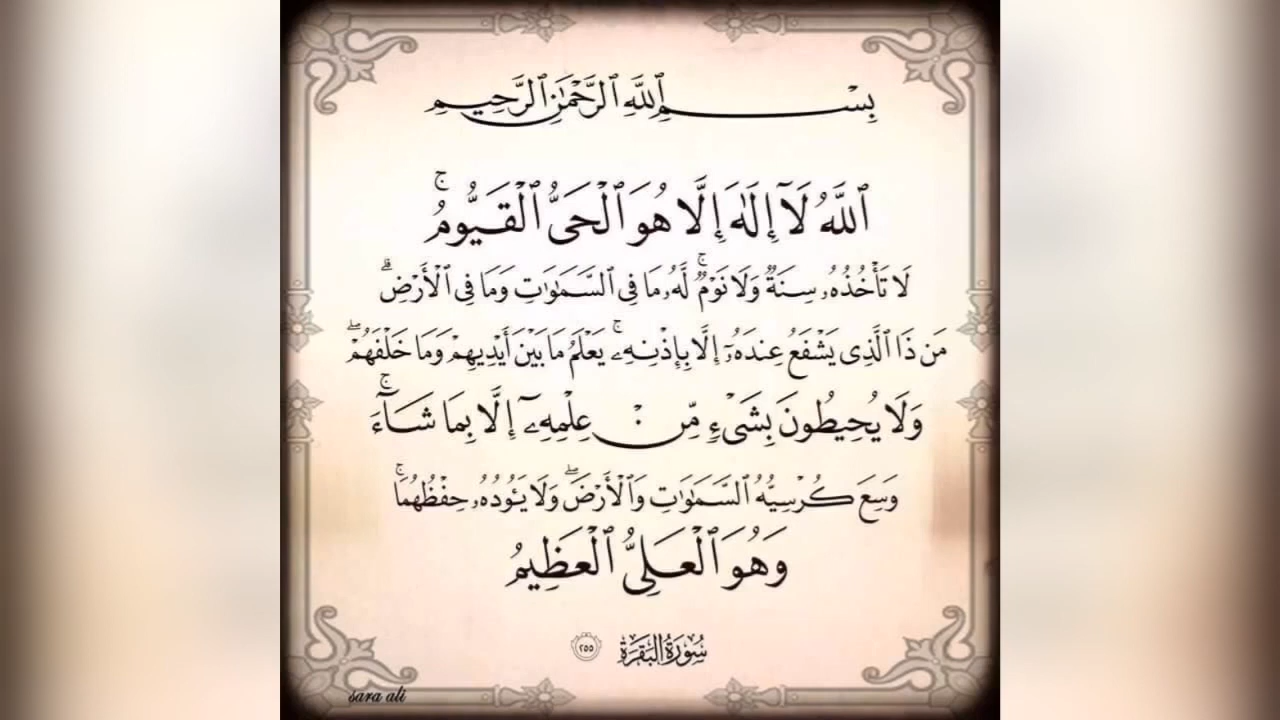 بِسْمِ ٱللَّهِ ٱلرَّحْمَٰنِ ٱلرَّحِيمِ
ٱللَّهُ لَآ إِلَٰهَ إِلَّا هُوَ ٱلْحَىُّ ٱلْقَيُّومُ ۚ
لَا تَأْخُذُهُۥ سِنَةٌ وَلَا نَوْمٌ ۚ لَّهُۥ مَا فِى ٱلسَّمَٰوَٰتِ وَمَا فِى ٱلْأَرْضِ ۗ
مَن ذَا ٱلَّذِى يَشْفَعُ عِندَهُۥٓ إِلَّا بِإِذْنِهِۦ ۚ يَعْلَمُ مَا بَيْنَ أَيْدِيهِمْ وَمَا خَلْفَهُمْ ۖ
وَلَا يُحِيطُونَ بِشَىْءٍ مِّنْ عِلْمِهِۦٓ إِلَّا بِمَا شَآءَ ۚ
وَسِعَ كُرْسِيُّهُ ٱلسَّمَٰوَٰتِ وَٱلْأَرْضَ ۖ وَلَا يَـُٔودُهُۥ حِفْظُهُمَا ۚ
وَهُوَ ٱلْعَلِىُّ ٱلْعَظِيمُ
سُورَةُ البَقَرَةِ ٢٥٥
sara ali